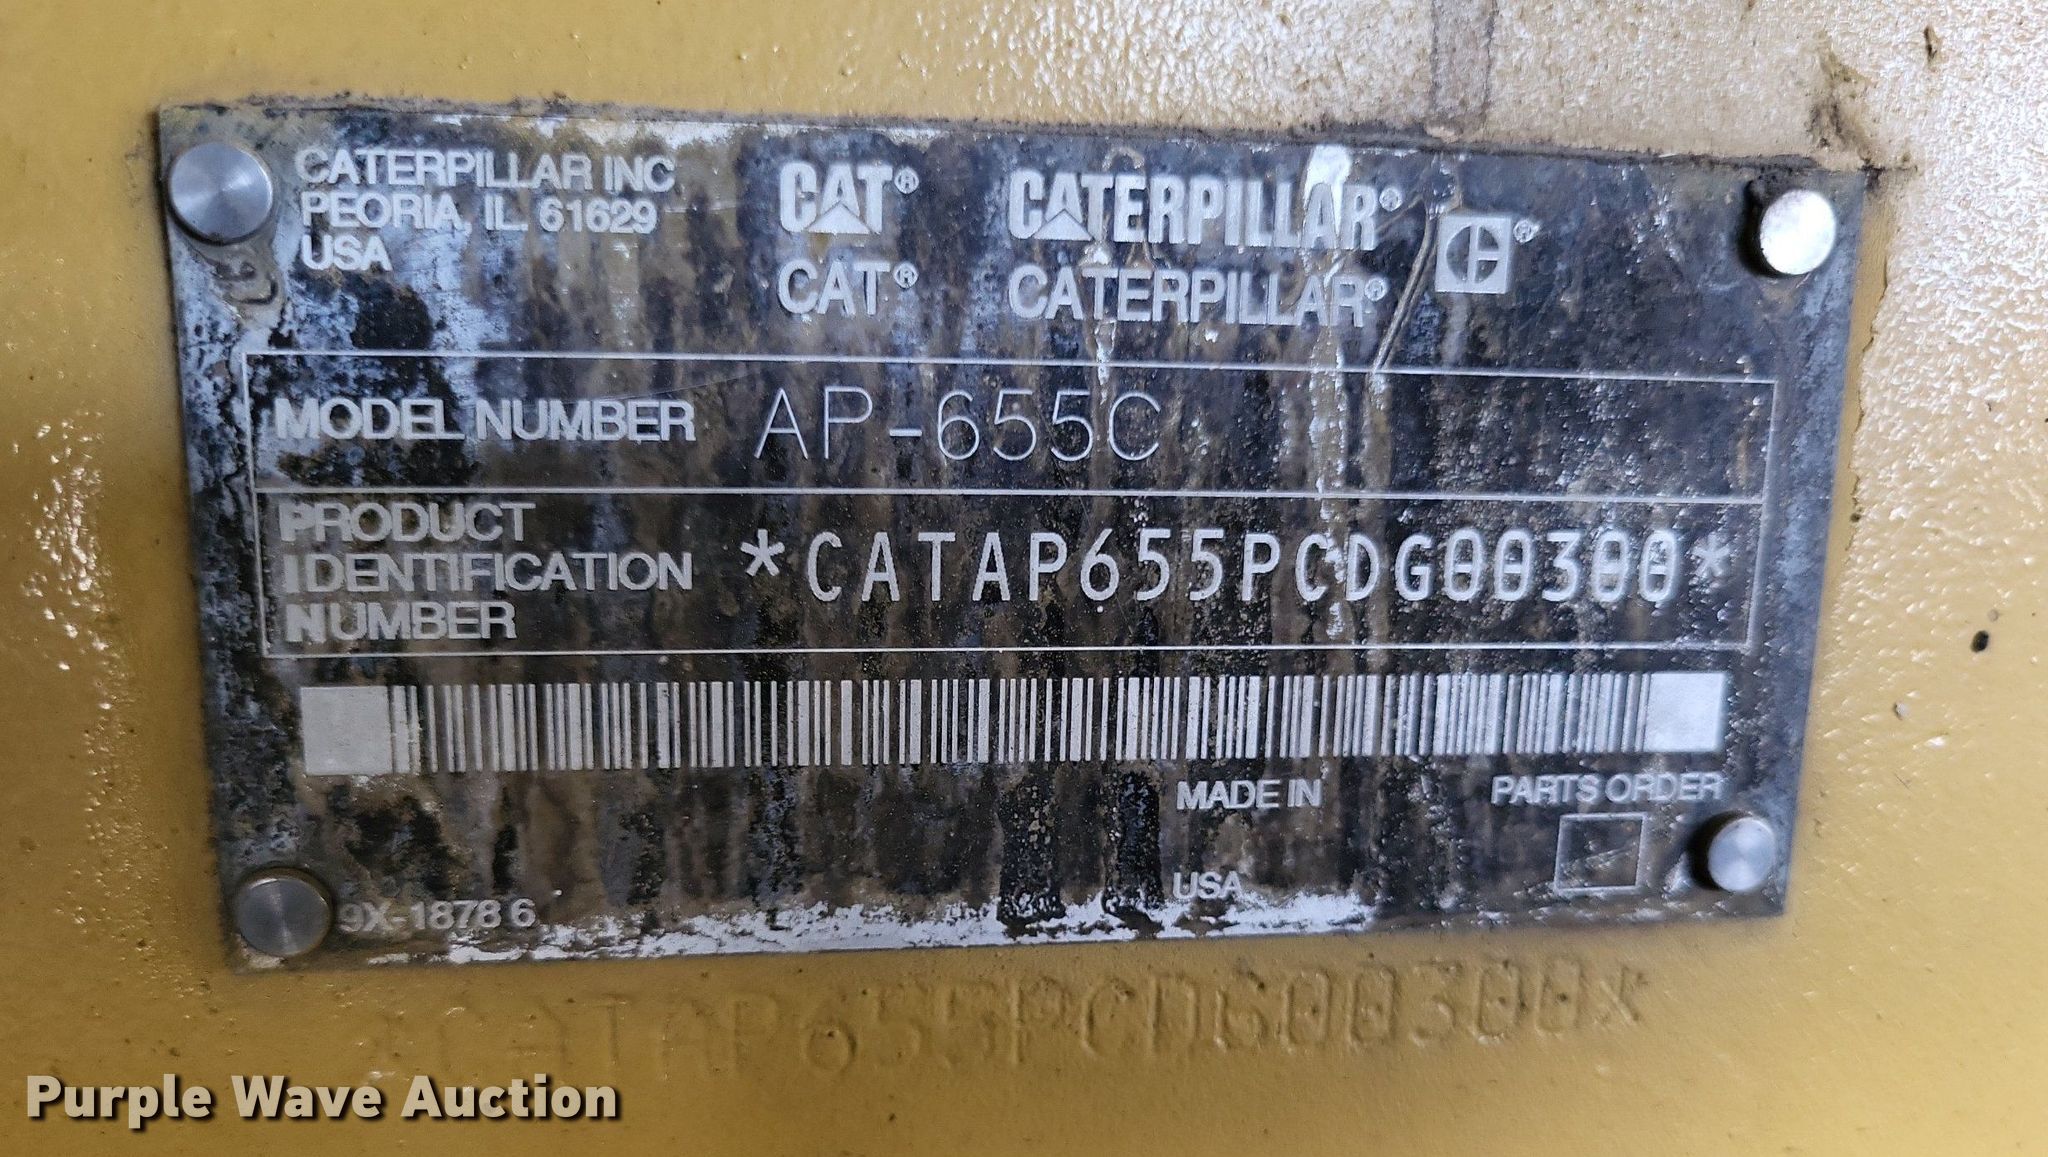 CATERPILLAR INC
PEORIA, IL 61629
USA
CAT® CATERPILLAR®
CAT® CATERPILLAR®
MODEL NUMBER AP-655C
PRODUCT
IDENTIFICATION
NUMBER
*CATAP655PCDG00300*
MADE IN
USA
PARTS ORDER
9X-1878 6
*CATAP655PCDG00300*
Purple Wave Auction